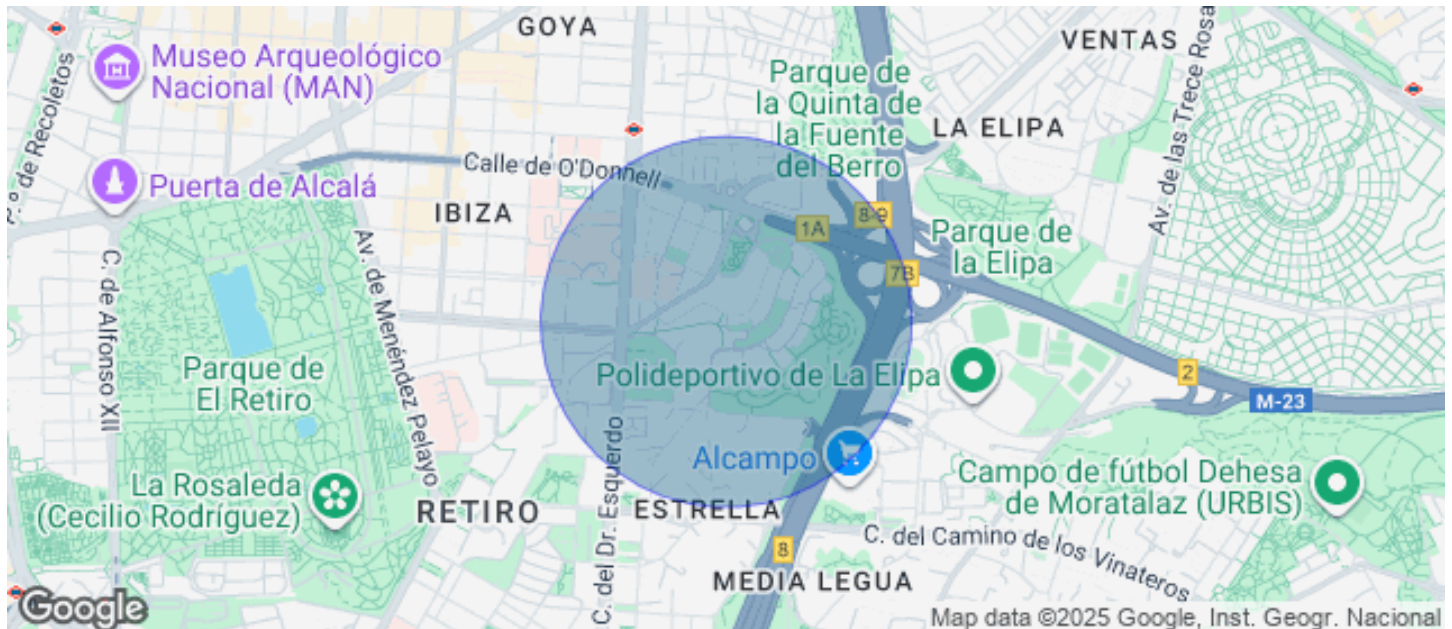 GOYA
VENTAS
Museo Arqueológico
Nacional (MAN)
P.º de Recoletos
Parque de
la Quinta de
la Fuente
del Berro
LA ELIPA
Av. de las Trece Rosa
Calle de O'Donnell
Puerta de Alcalá
IBIZA
1A
8-9
7B
Parque de
la Elipa
C. de Alfonso XII
Av. de Menéndez Pelayo
Parque de
El Retiro
Polideportivo de La Elipa
2
M-23
C. del Dr. Esquerdo
Alcampo
La Rosaleda
(Cecilio Rodríguez)
RETIRO
ESTRELLA
Campo de fútbol Dehesa
de Moratalaz (URBIS)
8
C. del Camino de los Vinateros
MEDIA LEGUA
Google
Map data ©2025 Google, Inst. Geogr. Nacional